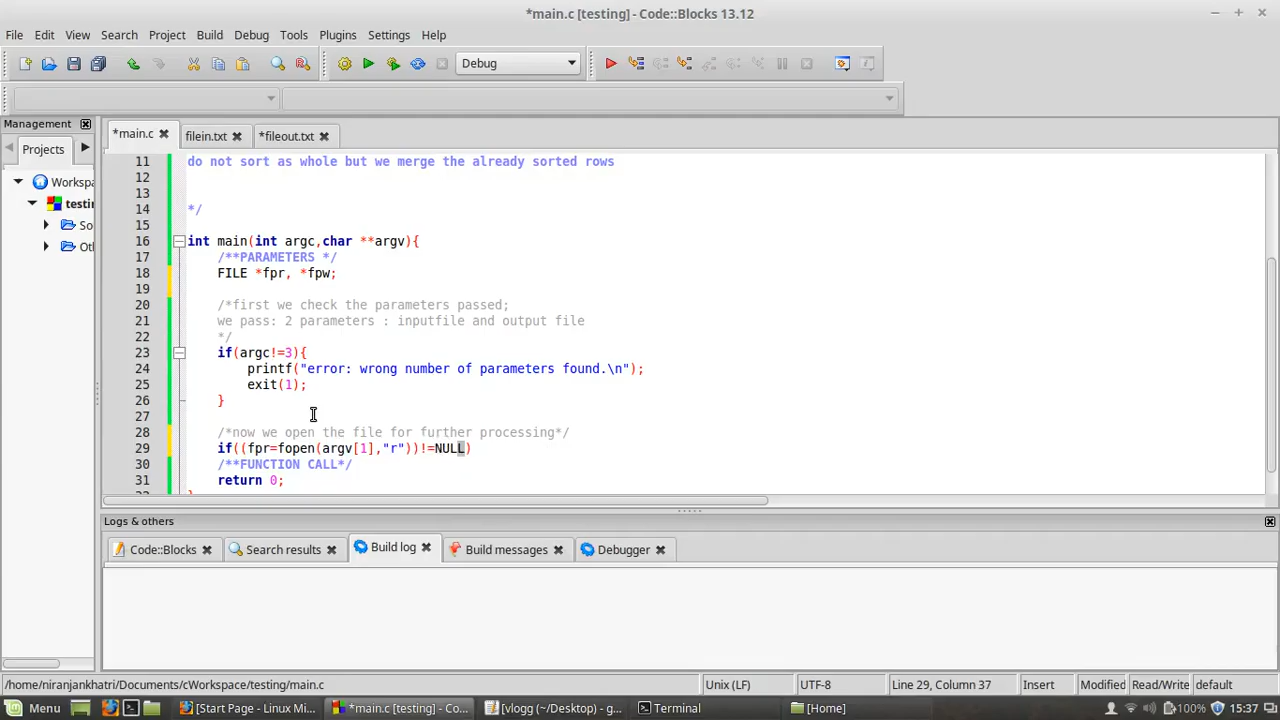 *main.c [testing] - Code::Blocks 13.12
File Edit View Search Project Build Debug Tools Plugins Settings Help
Debug
Management
*main.c filein.txt *fileout.txt
Projects
Workspa
testin
So
Ot
11 do not sort as whole but we merge the already sorted rows
12
13
14 */
15
16 int main(int argc,char **argv){
17 /**PARAMETERS */
18 FILE *fpr, *fpw;
19
20 /*first we check the parameters passed;
21 we pass: 2 parameters : inputfile and output file
22 */
23 if(argc!=3){
24 printf("error: wrong number of parameters found.\n");
25 exit(1);
26 }
27
28 /*now we open the file for further processing*/
29 if((fpr=fopen(argv[1],"r"))!=NULL)
30 /**FUNCTION CALL*/
31 return 0;
Logs & others
Code::Blocks Search results Build log Build messages Debugger
/home/niranjankhatri/Documents/cWorkspace/testing/main.c Unix (LF) UTF-8 Line 29, Column 37 Insert Modified Read/Write default
Menu [Start Page - Linux Mi... *main.c [testing] - Co... [vlogg (~/Desktop) - g... Terminal [Home] 100% 15:37